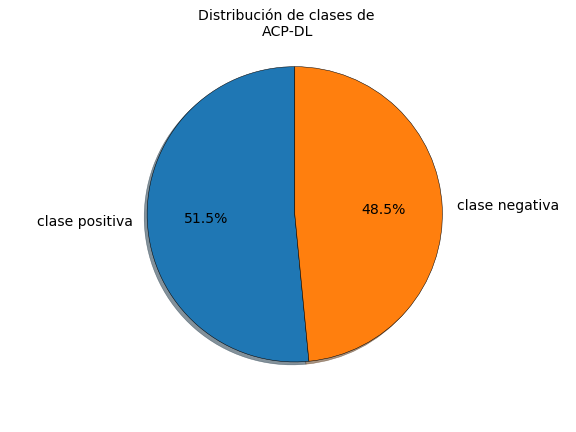 Distribución de clases de
ACP-DL
clase positiva
51.5%
48.5%
clase negativa